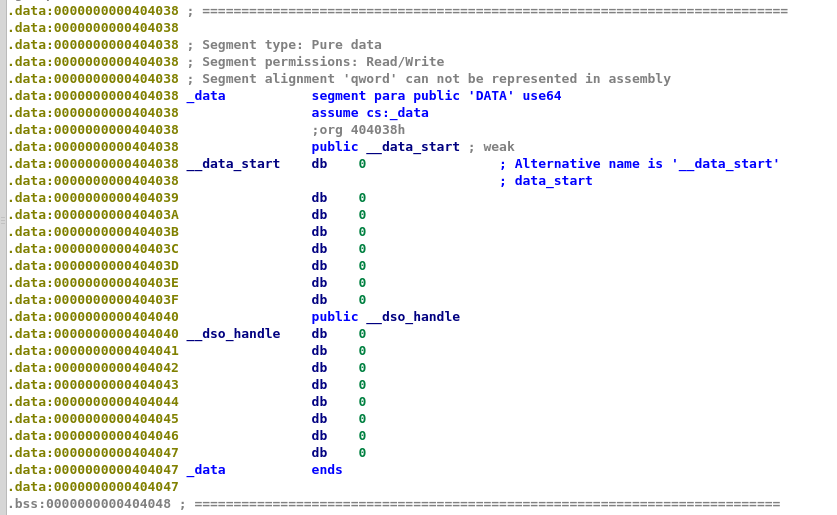 .data:0000000000404038 ; ===========================================================================
.data:0000000000404038
.data:0000000000404038 ; Segment type: Pure data
.data:0000000000404038 ; Segment permissions: Read/Write
.data:0000000000404038 ; Segment alignment 'qword' can not be represented in assembly
.data:0000000000404038 _data           segment para public 'DATA' use64
.data:0000000000404038                 assume cs:_data
.data:0000000000404038                 ;org 404038h
.data:0000000000404038                 public __data_start ; weak
.data:0000000000404038 __data_start    db    0                 ; Alternative name is '__data_start'
.data:0000000000404038                                         ; data_start
.data:0000000000404039                 db    0
.data:000000000040403A                 db    0
.data:000000000040403B                 db    0
.data:000000000040403C                 db    0
.data:000000000040403D                 db    0
.data:000000000040403E                 db    0
.data:000000000040403F                 db    0
.data:0000000000404040                 public __dso_handle
.data:0000000000404040 __dso_handle    db    0
.data:0000000000404041                 db    0
.data:0000000000404042                 db    0
.data:0000000000404043                 db    0
.data:0000000000404044                 db    0
.data:0000000000404045                 db    0
.data:0000000000404046                 db    0
.data:0000000000404047                 db    0
.data:0000000000404047 _data           ends
.data:0000000000404047
.bss:0000000000404048 ; ===========================================================================